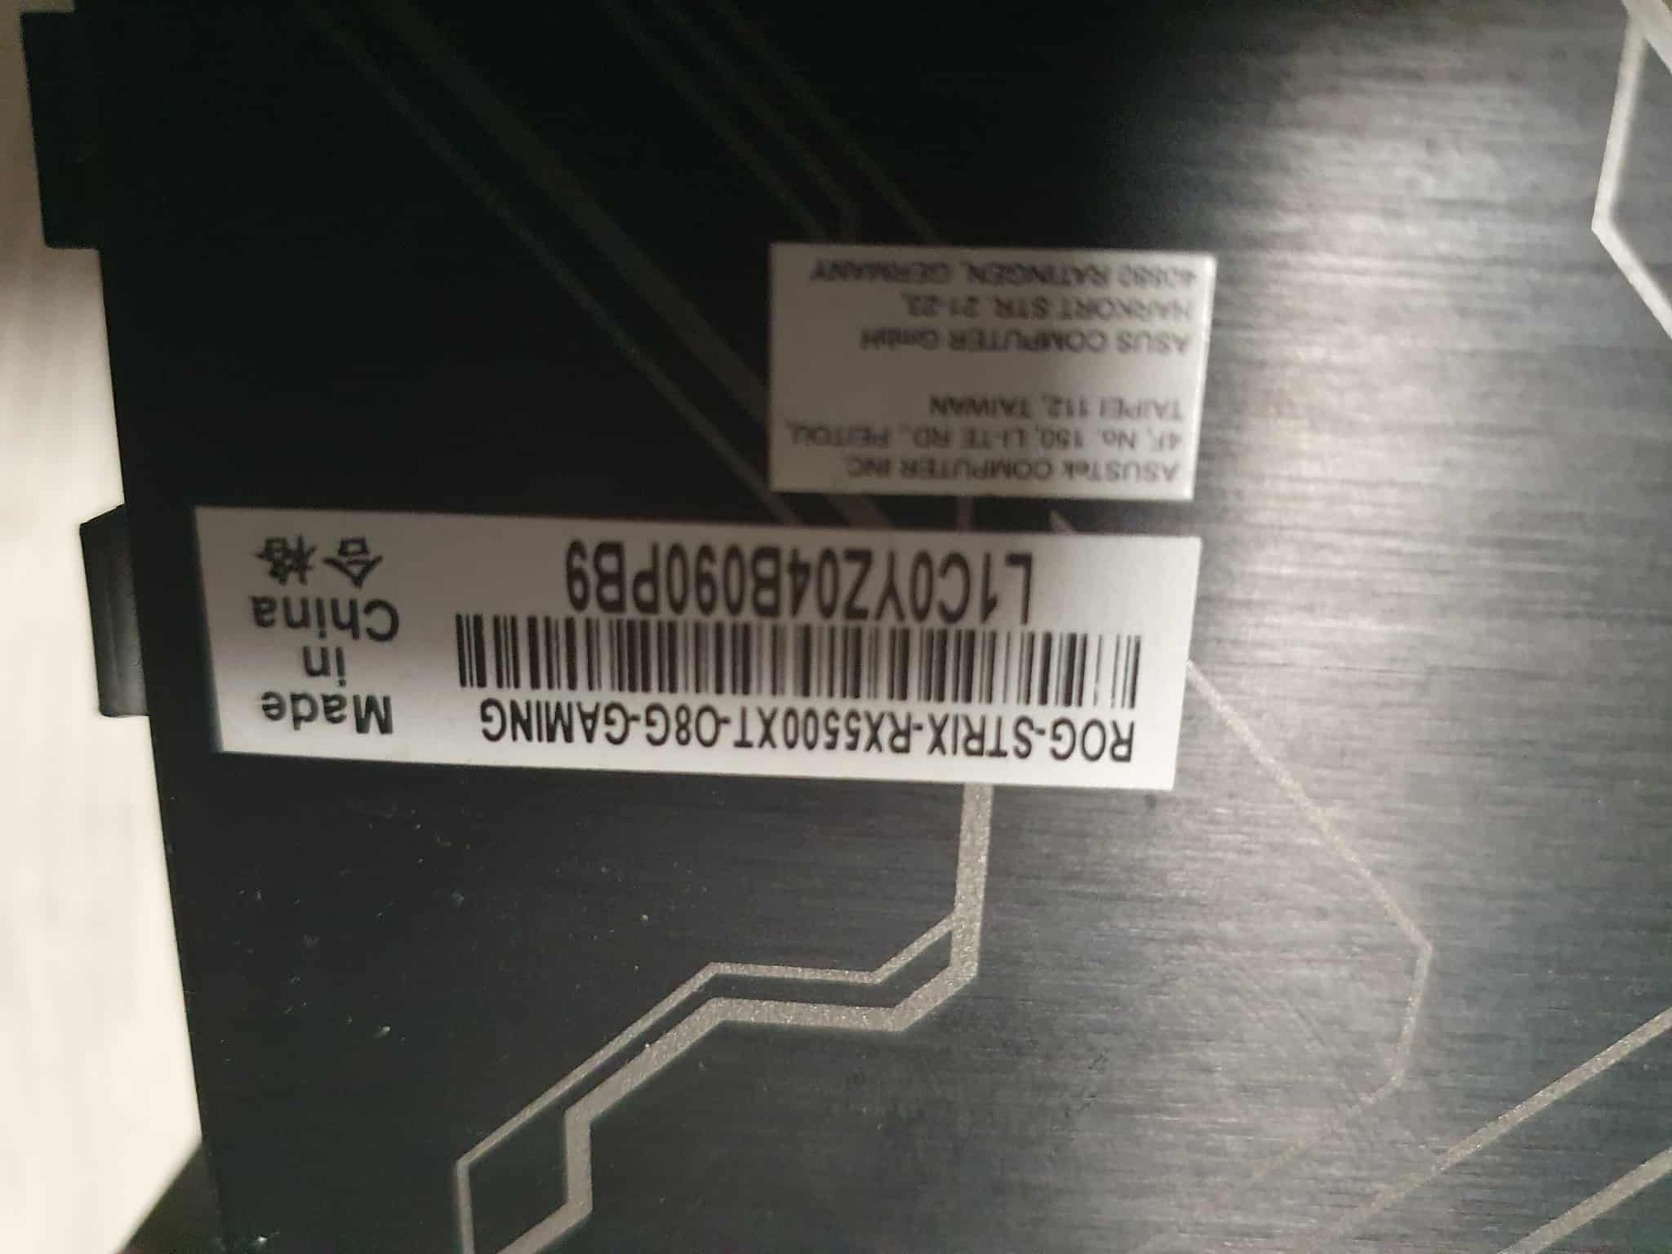 ROG-STRIX-RX5500XT-O8G-GAMING
L1C0YZ04B090PB9
Made
in
China
合格
ASUSTek COMPUTER INC.
4F, No. 150, LI-TE RD., PEITOU,
TAIPEI 112, TAIWAN
ASUS COMPUTER GmbH
HARKORT STR. 21-23,
40880 RATINGEN, GERMANY